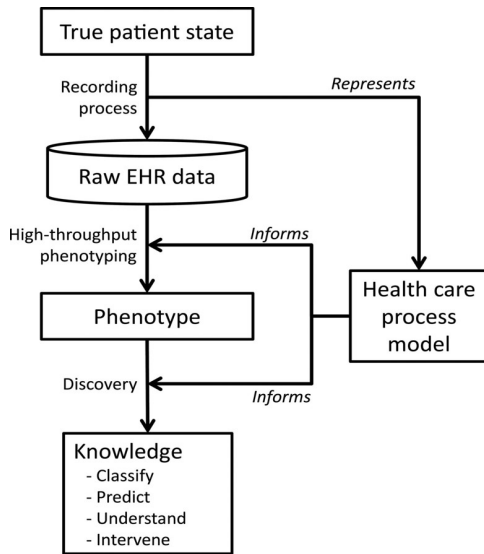 True patient state
Recording
process
Represents
Raw EHR data
High-throughput
phenotyping
Informs
Health care
process
model
Phenotype
Discovery
Informs
Knowledge
- Classify
- Predict
- Understand
- Intervene